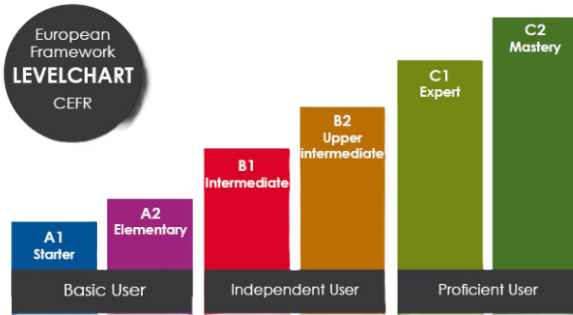 European
Framework
LEVELCHART
CEFR
A1
Starter
A2
Elementary
B1
Intermediate
B2
Upper
intermediate
C1
Expert
C2
Mastery
Basic User
Independent User
Proficient User